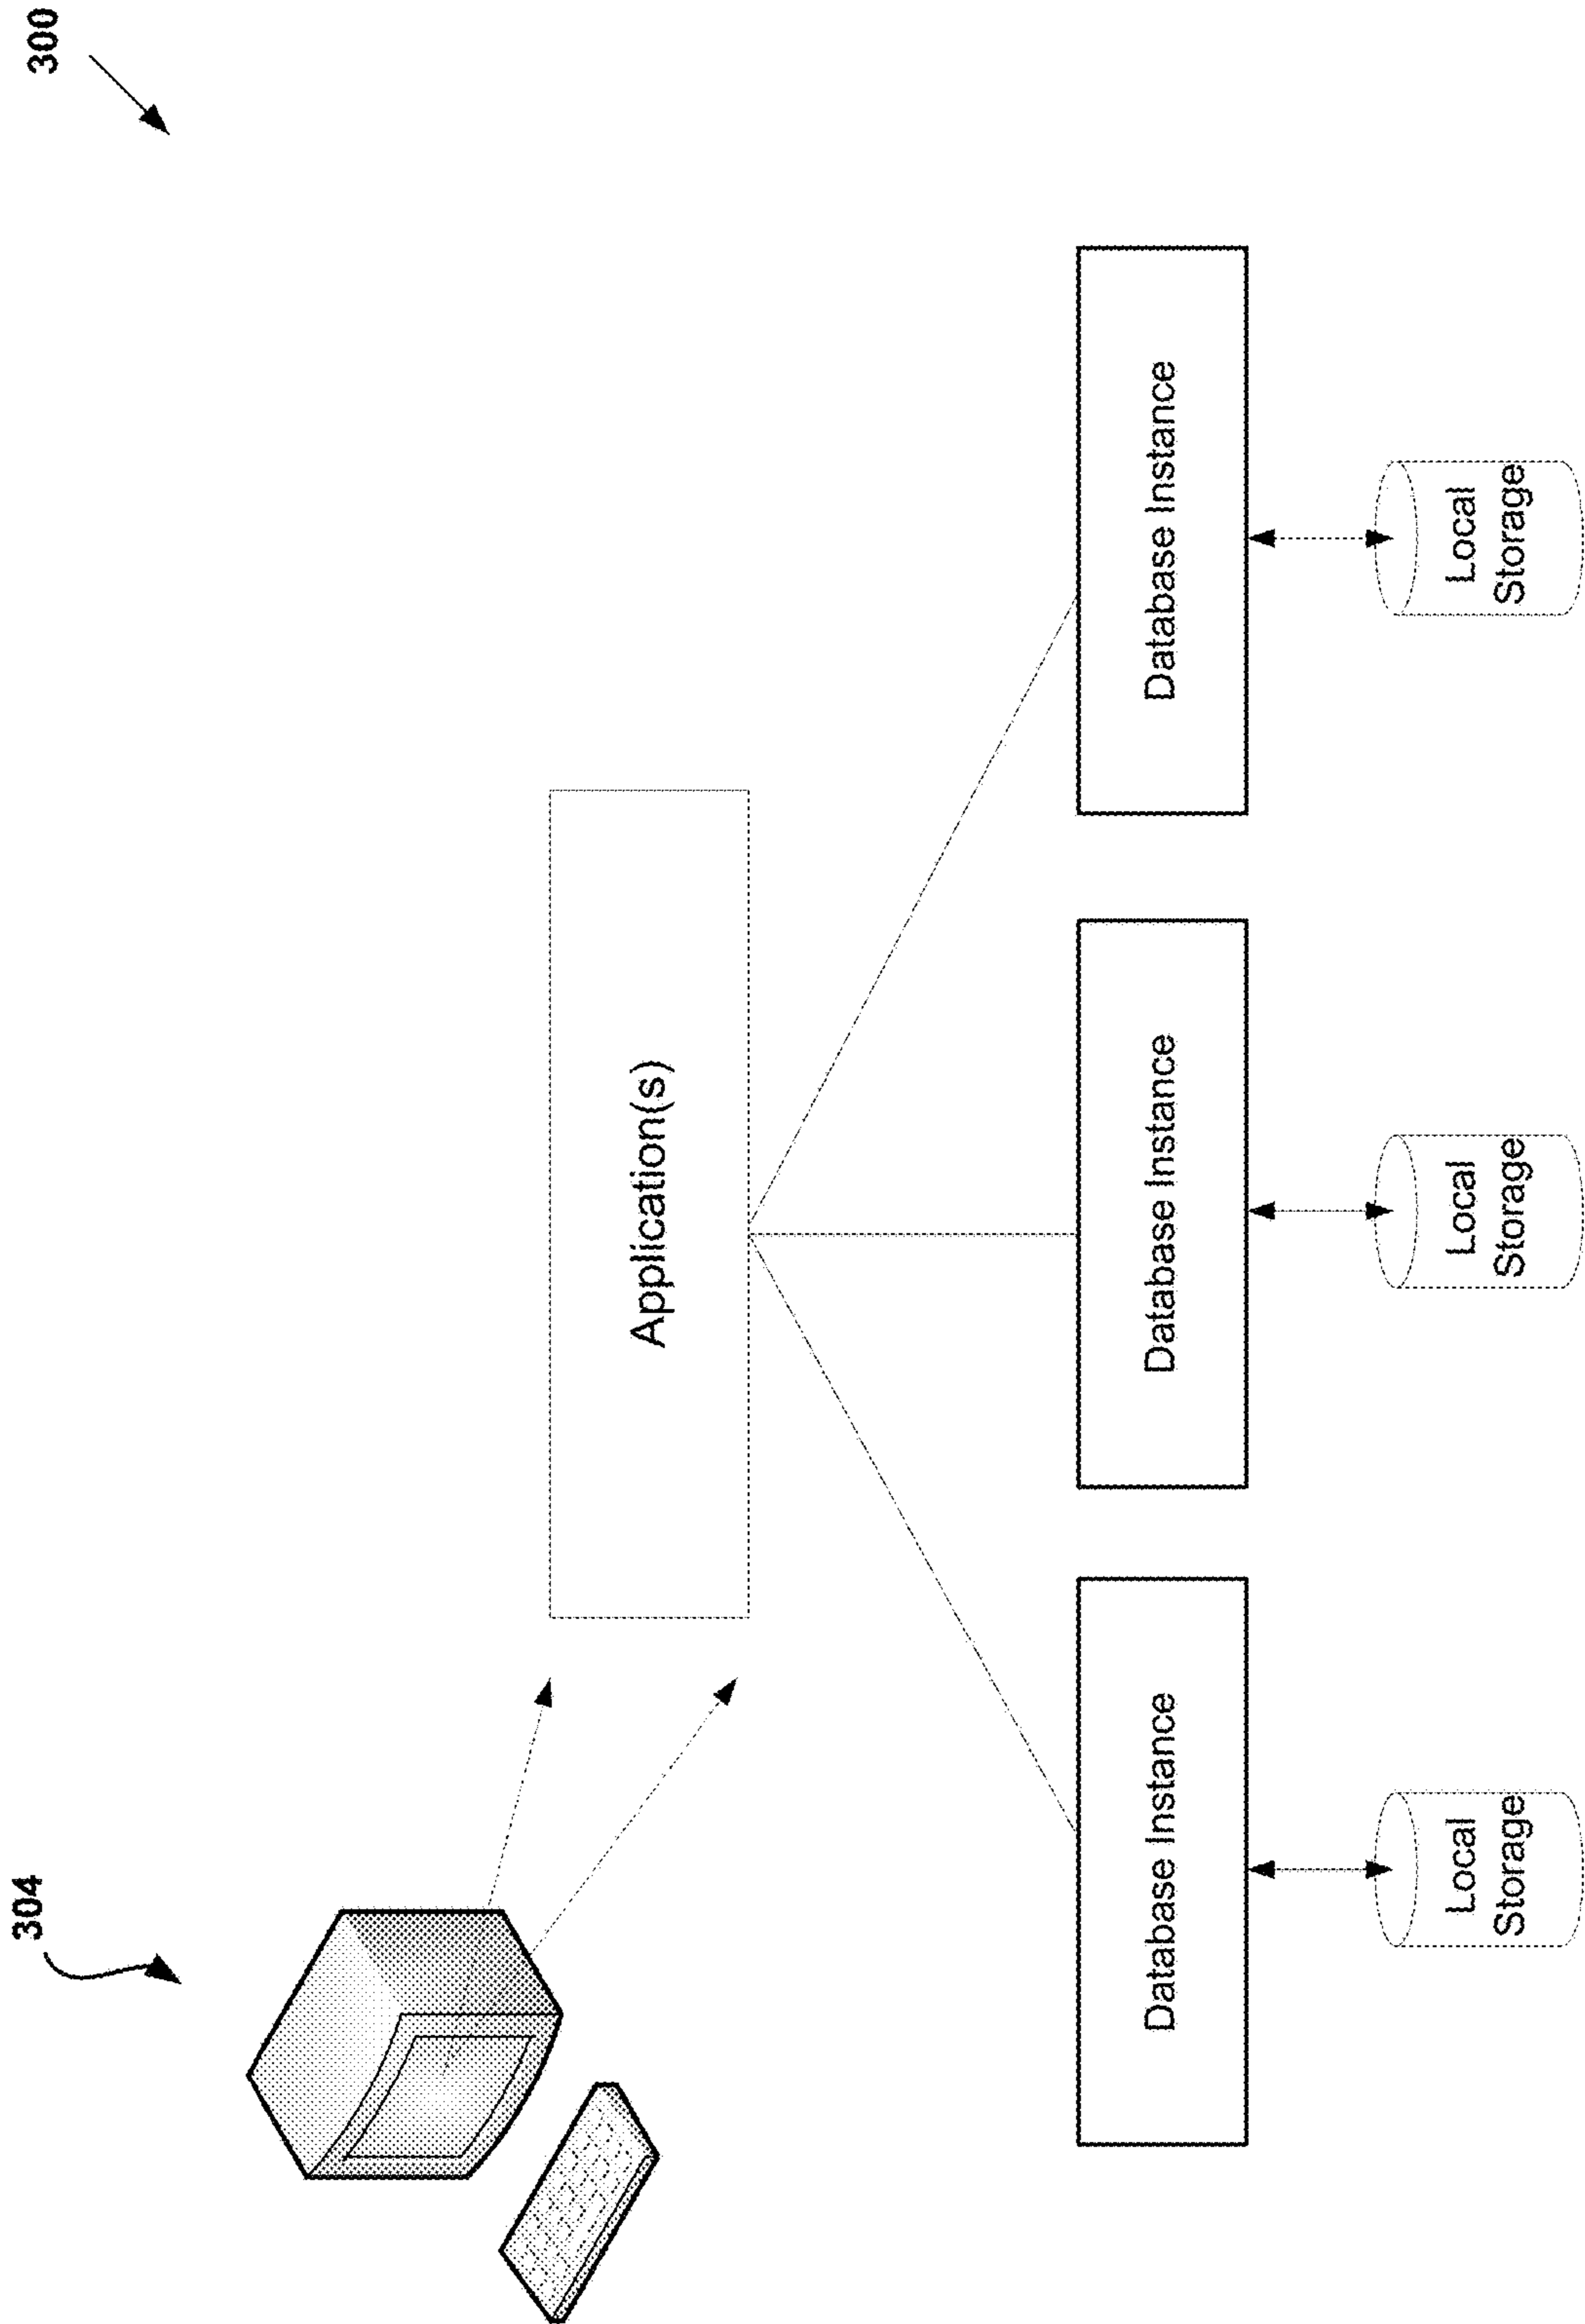 300
304
Application(s)
Database Instance
Database Instance
Database Instance
Local
Storage
Local
Storage
Local
Storage